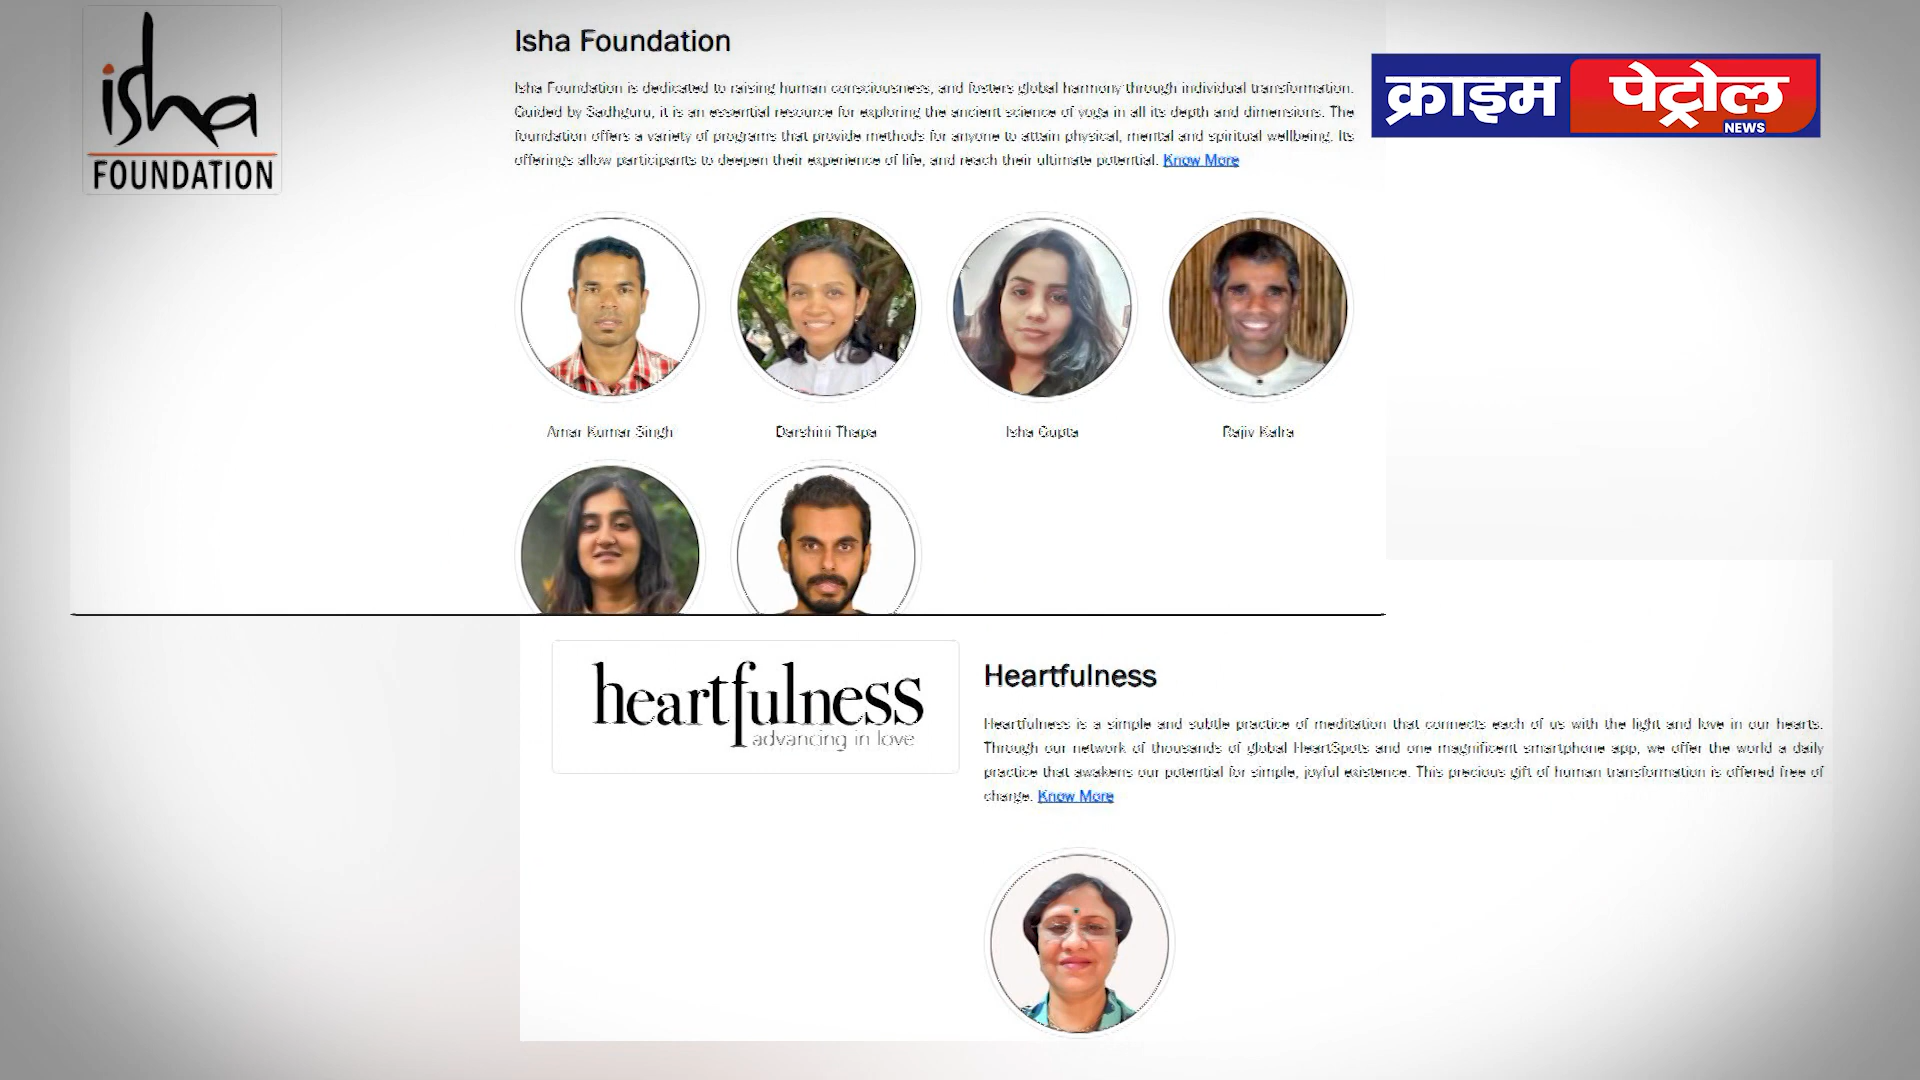 isha
FOUNDATION
Isha Foundation
Isha Foundation is dedicated to raising human consciousness, and fosters global harmony through individual transformation.
Guided by Sadhguru, it is an essential resource for exploring the ancient science of yoga in all its depth and dimensions. The
foundation offers a variety of programs that provide methods for anyone to attain physical, mental and spiritual wellbeing. Its
offerings allow participants to deepen their experience of life, and reach their ultimate potential. Know More
क्राइम पेट्रोल
NEWS
Amar Kumar Singh
Darshini Thapa
Isha Gupta
Rajiv Kalra
heartfulness
advancing in love
Heartfulness
Heartfulness is a simple and subtle practice of meditation that connects each of us with the light and love in our hearts.
Through our network of thousands of global HeartSpots and one magnificent smartphone app, we offer the world a daily
practice that awakens our potential for simple, joyful existence. This precious gift of human transformation is offered free of
charge. Know More